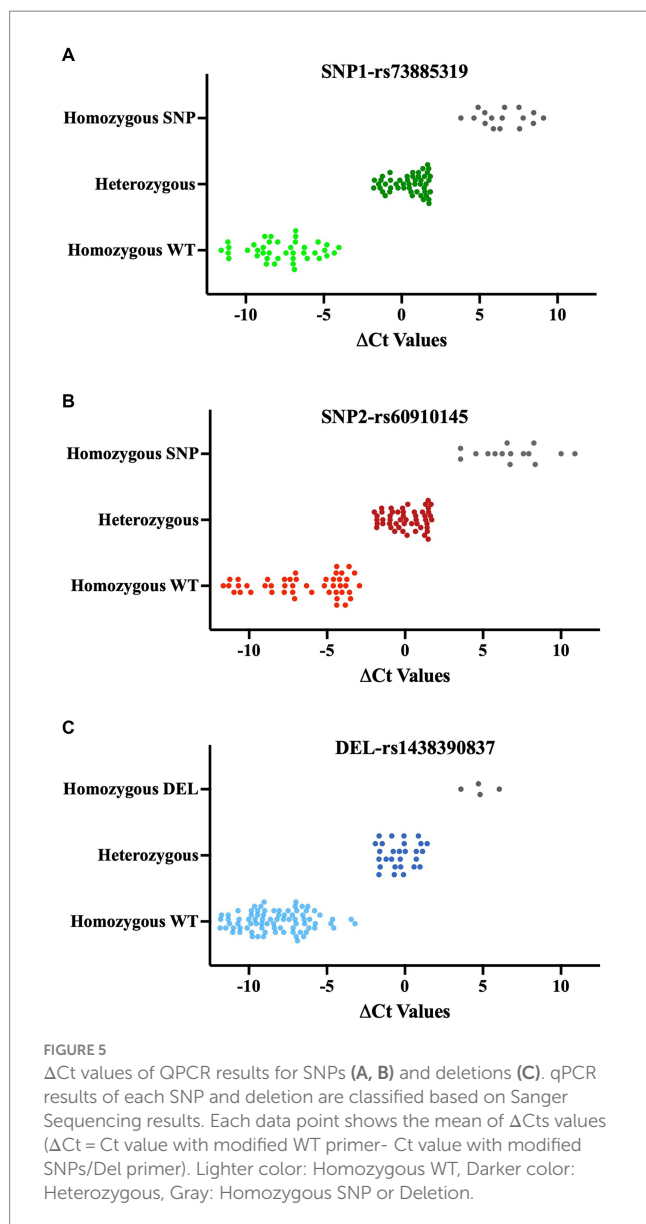 A
SNP1-rs73885319
Homozygous SNP
Heterozygous
Homozygous WT
-10 -5 0 5 10
ΔCt Values
B
SNP2-rs60910145
Homozygous SNP
Heterozygous
Homozygous WT
-10 -5 0 5 10
ΔCt Values
C
DEL-rs1438390837
Homozygous DEL
Heterozygous
Homozygous WT
-10 -5 0 5 10
ΔCt Values
FIGURE 5
ΔCt values of QPCR results for SNPs (A, B) and deletions (C). qPCR
results of each SNP and deletion are classified based on Sanger
Sequencing results. Each data point shows the mean of ΔCts values
(ΔCt = Ct value with modified WT primer- Ct value with modified
SNPs/Del primer). Lighter color: Homozygous WT, Darker color:
Heterozygous, Gray: Homozygous SNP or Deletion.